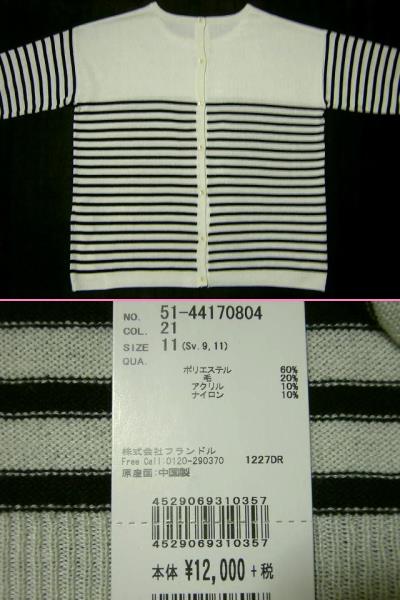 NO. 51-44170804
COL. 21
SIZE 11 (Sv.9,11)
QUA.
ポリエステル 60%
毛 20%
アクリル 10%
ナイロン 10%
株式会社フランドル
Free Call:0120-290370 1227DR
原産国:中国製
4529069310357
4529069310357
本体 ¥12,000 +税